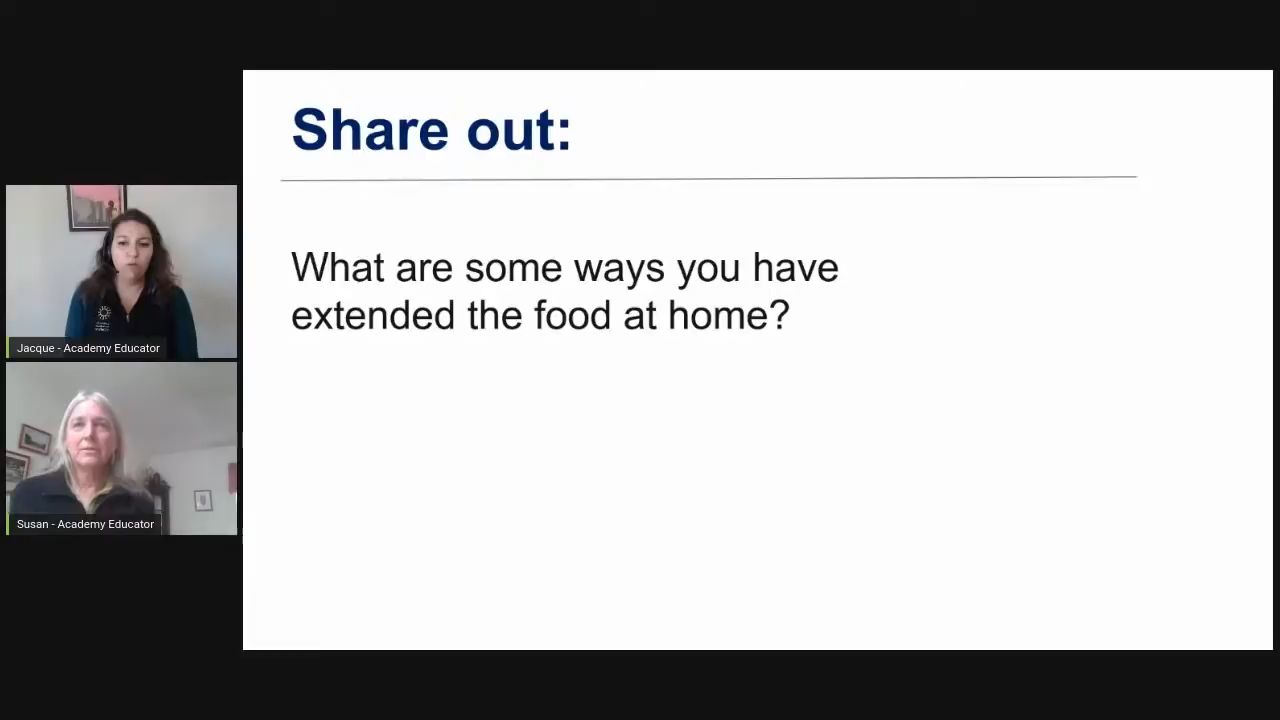 Share out:
What are some ways you have
extended the food at home?
Jacque - Academy Educator
Susan - Academy Educator